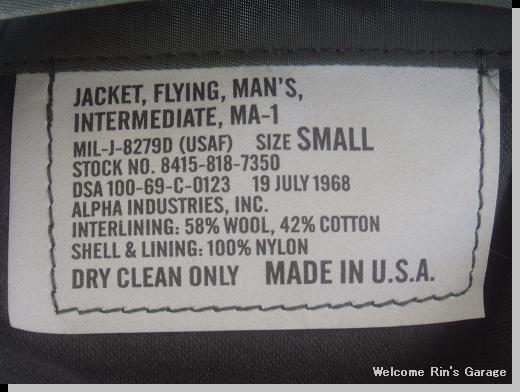 JACKET, FLYING, MAN'S,
INTERMEDIATE, MA-1
MIL-J-8279D (USAF) SIZE SMALL
STOCK NO. 8415-818-7350
DSA 100-69-C-0123 19 JULY 1968
ALPHA INDUSTRIES, INC.
INTERLINING: 58% WOOL, 42% COTTON
SHELL & LINING: 100% NYLON
DRY CLEAN ONLY MADE IN U.S.A.
Welcome Rin's Garage